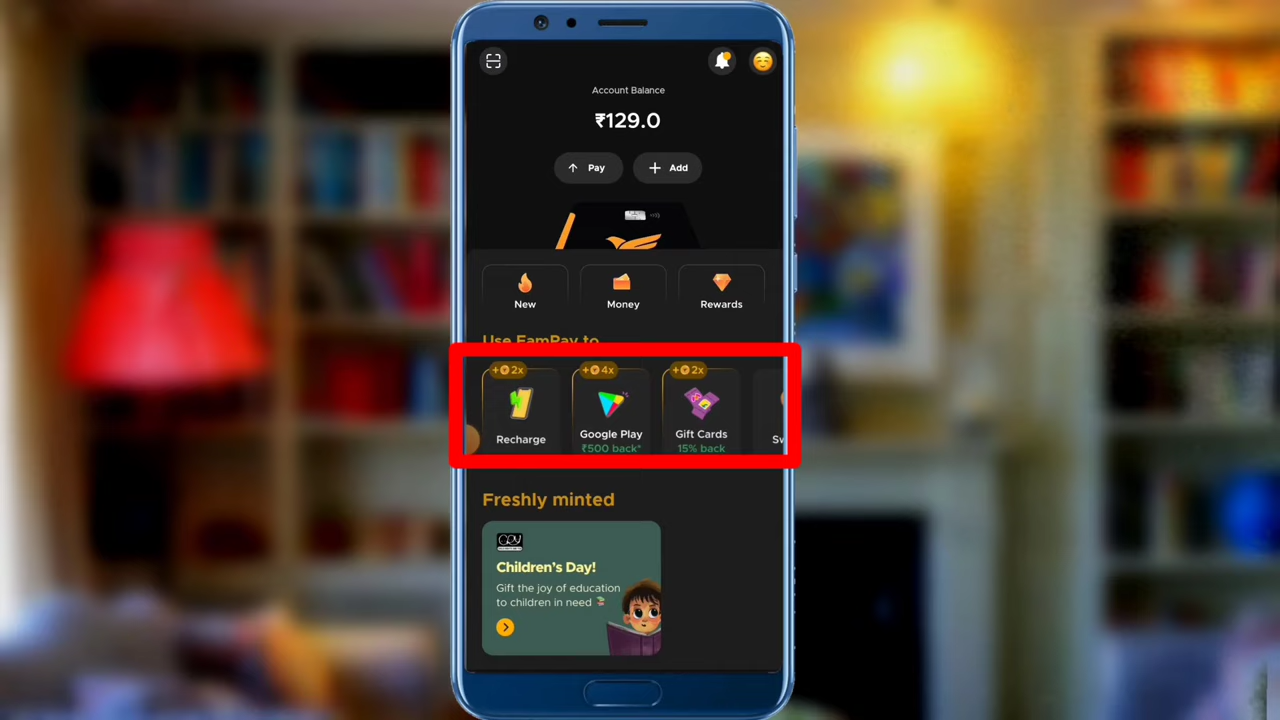 Account Balance
₹129.0
Pay
Add
New
Money
Rewards
Use FamPay to
+ 2x
+ 4x
+ 2x
Recharge
Google Play
Gift Cards
₹500 back*
15% back
Freshly minted
Children's Day!
Gift the joy of education
to children in need